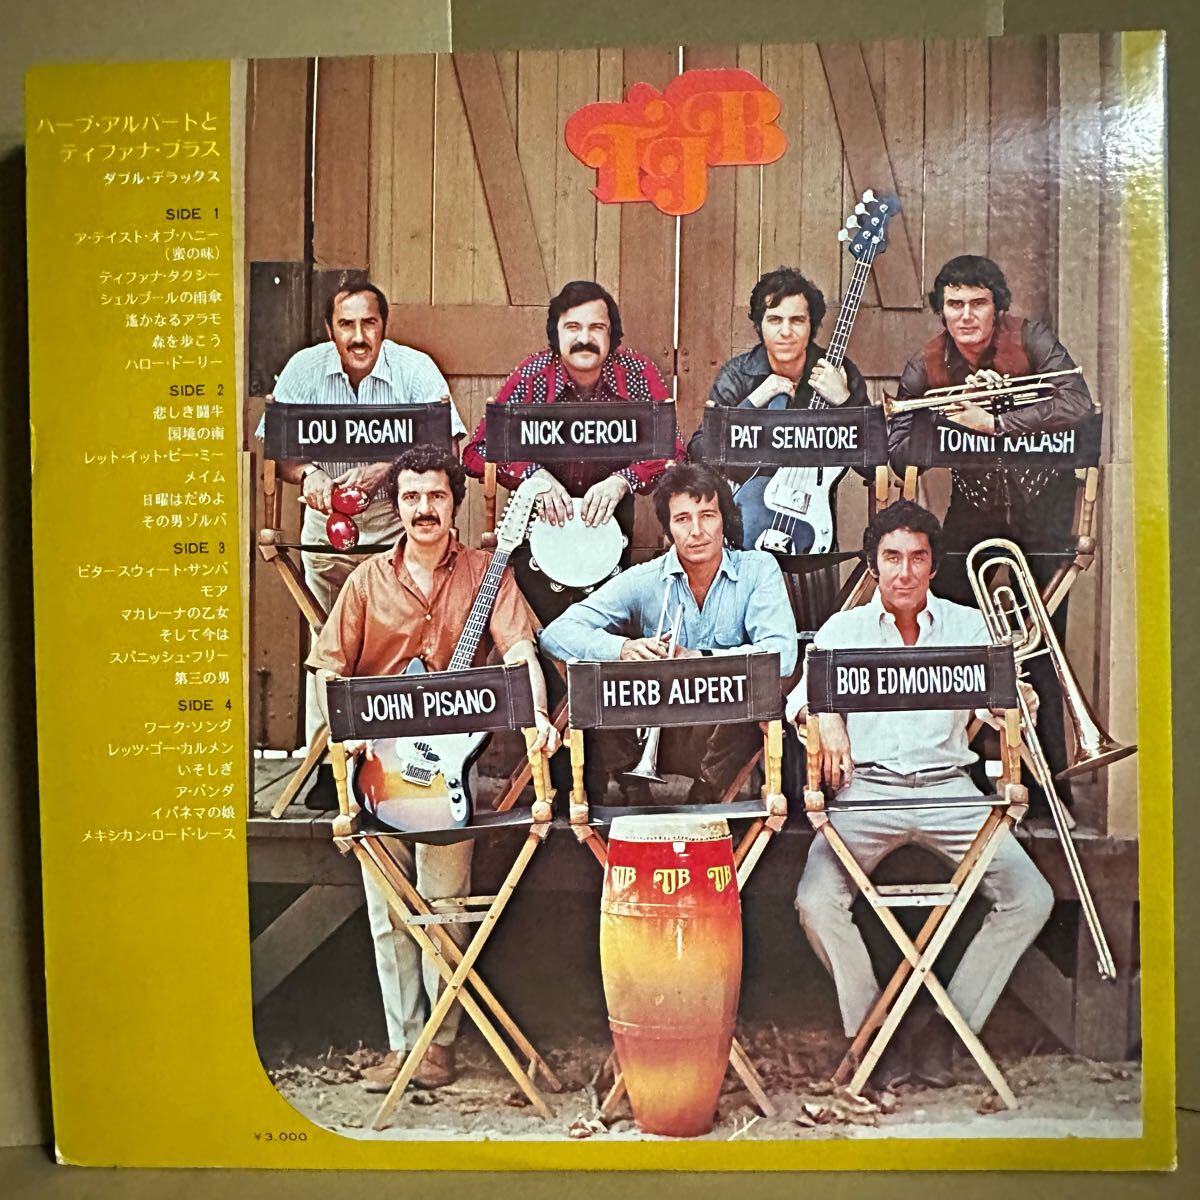 ハーブ・アルパートと
ティファナ・ブラス
ダブル・デラックス
SIDE 1
ア・テイスト・オブ・ハニー
(蜜の味)
ティファナ・タクシー
シェルブールの雨傘
遙かなるアラモ
森を歩こう
ハロー・ドーリー
SIDE 2
悲しき闘牛
国境の南
レット・イット・ビー・ミー
メイム
日曜はだめよ
その男ゾルバ
SIDE 3
ビタースウィート・サンバ
モア
マカレーナの乙女
そして今は
スパニッシュ・フリー
第三の男
SIDE 4
ワーク・ソング
レッツ・ゴー・カルメン
いそしぎ
ア・バンダ
イパネマの娘
メキシカン・ロード・レース
¥3,000
TJB
LOU PAGANI
NICK CEROLI
PAT SENATORE
TONNI KALASH
JOHN PISANO
HERB ALPERT
BOB EDMONDSON
TJB TJB TJB